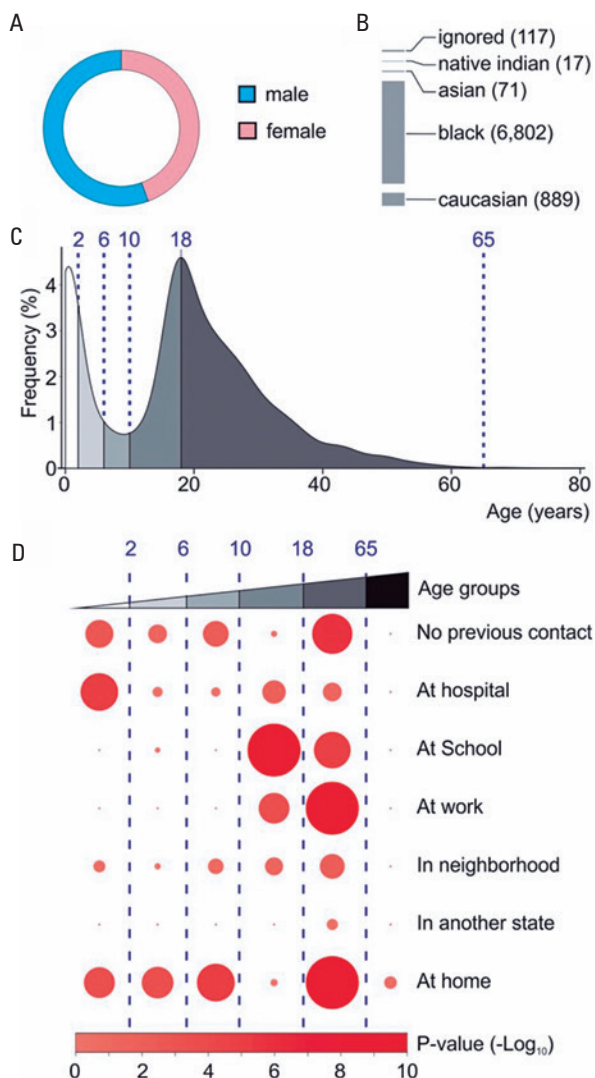 A
male
female
B
ignored (117)
native indian (17)
asian (71)
black (6,802)
caucasian (889)
C
2 6 10 18 65
Frequency (%)
4
3
2
1
0
0 20 40 60 80
Age (years)
D
2 6 10 18 65
Age groups
No previous contact
At hospital
At School
At work
In neighborhood
In another state
At home
P-value (-Log₁₀)
0 2 4 6 8 10